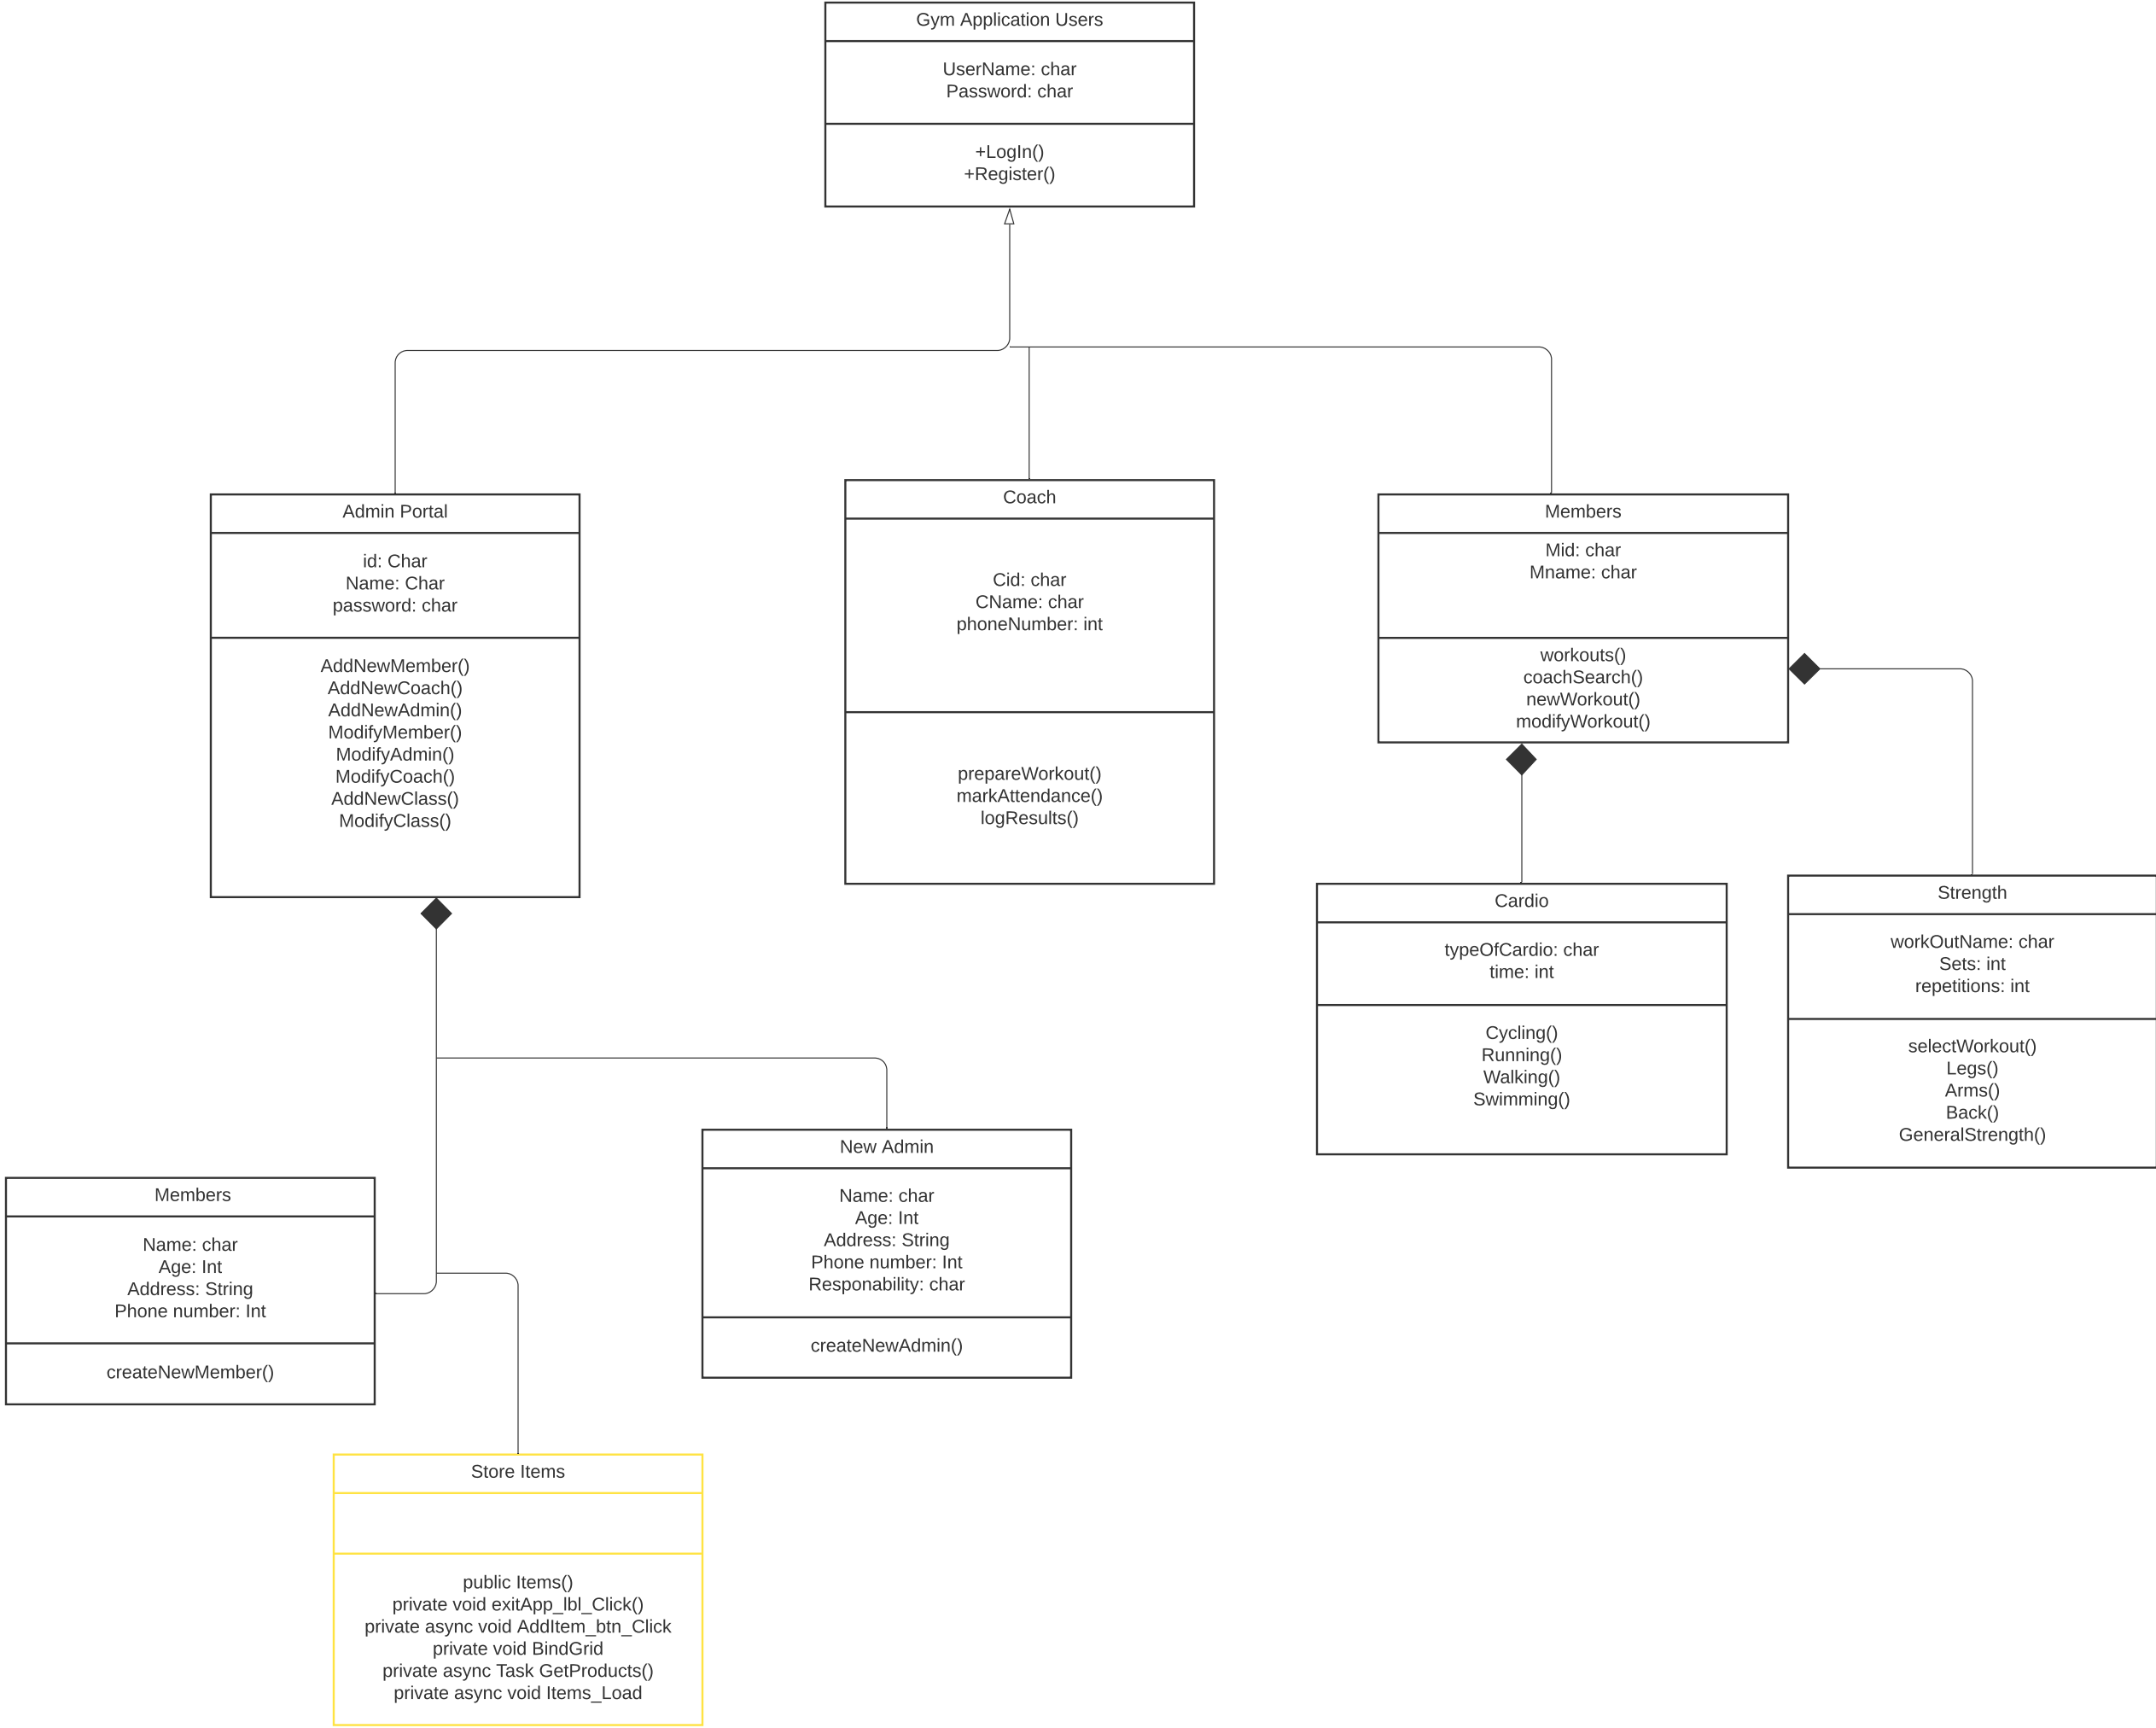 Gym Application Users
UserName: char
Password: char
+LogIn()
+Register()
Admin Portal
id: Char
Name: Char
password: char
AddNewMember()
AddNewCoach()
AddNewAdmin()
ModifyMember()
ModifyAdmin()
ModifyCoach()
AddNewClass()
ModifyClass()
Coach
Cid: char
CName: char
phoneNumber: int
prepareWorkout()
markAttendance()
logResults()
Members
Mid: char
Mname: char
workouts()
coachSearch()
newWorkout()
modifyWorkout()
Cardio
typeOfCardio: char
time: int
Cycling()
Running()
Walking()
Swimming()
Strength
workOutName: char
Sets: int
repetitions: int
selectWorkout()
Legs()
Arms()
Back()
GeneralStrength()
New Admin
Name: char
Age: Int
Address: String
Phone number: Int
Responability: char
createNewAdmin()
Members
Name: char
Age: Int
Address: String
Phone number: Int
createNewMember()
Store Items
public Items()
private void exitApp_lbl_Click()
private async void AddItem_btn_Click
private void BindGrid
private async Task GetProducts()
private async void Items_Load